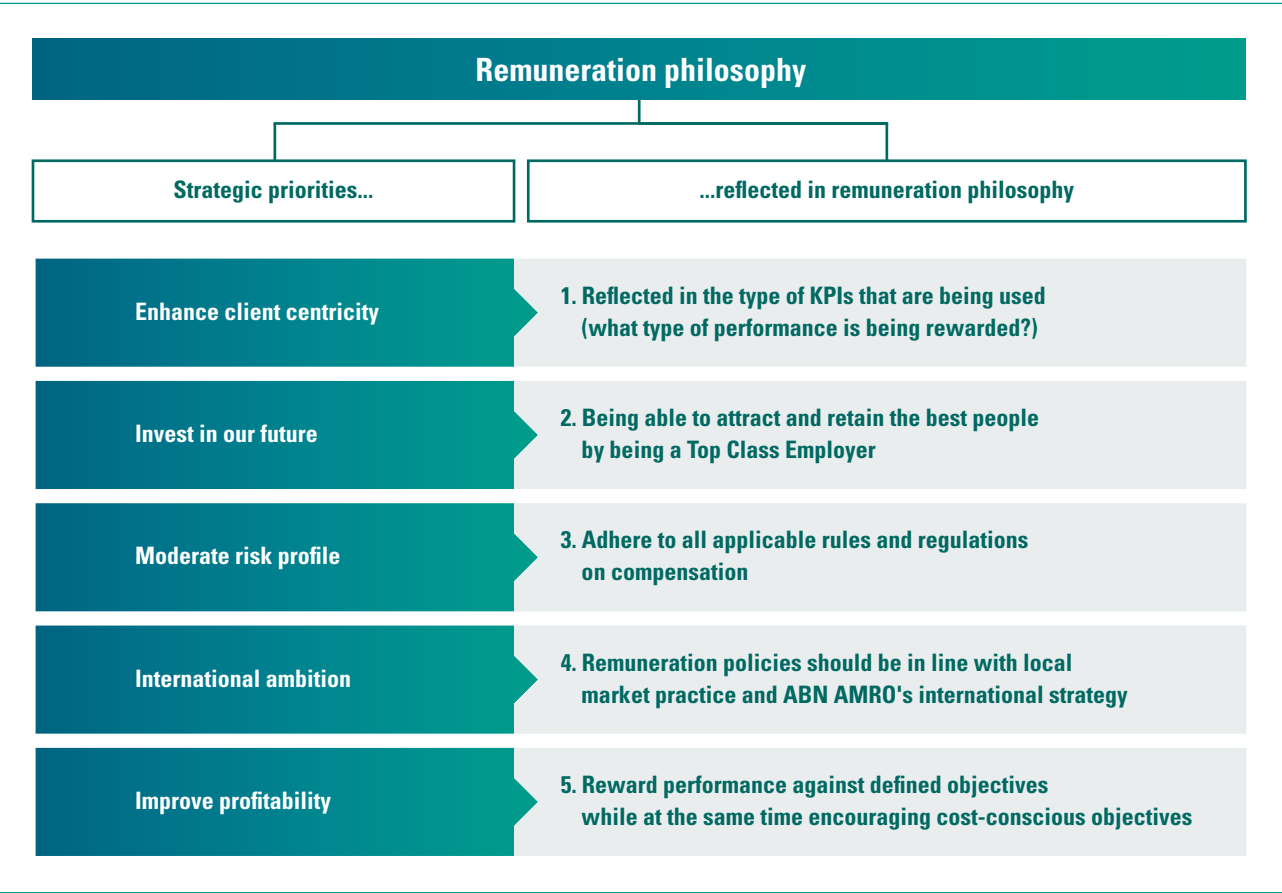 Remuneration philosophy
Strategic priorities...
...reflected in remuneration philosophy
Enhance client centricity
1. Reflected in the type of KPIs that are being used
(what type of performance is being rewarded?)
Invest in our future
2. Being able to attract and retain the best people
by being a Top Class Employer
Moderate risk profile
3. Adhere to all applicable rules and regulations
on compensation
International ambition
4. Remuneration policies should be in line with local
market practice and ABN AMRO's international strategy
Improve profitability
5. Reward performance against defined objectives
while at the same time encouraging cost-conscious objectives